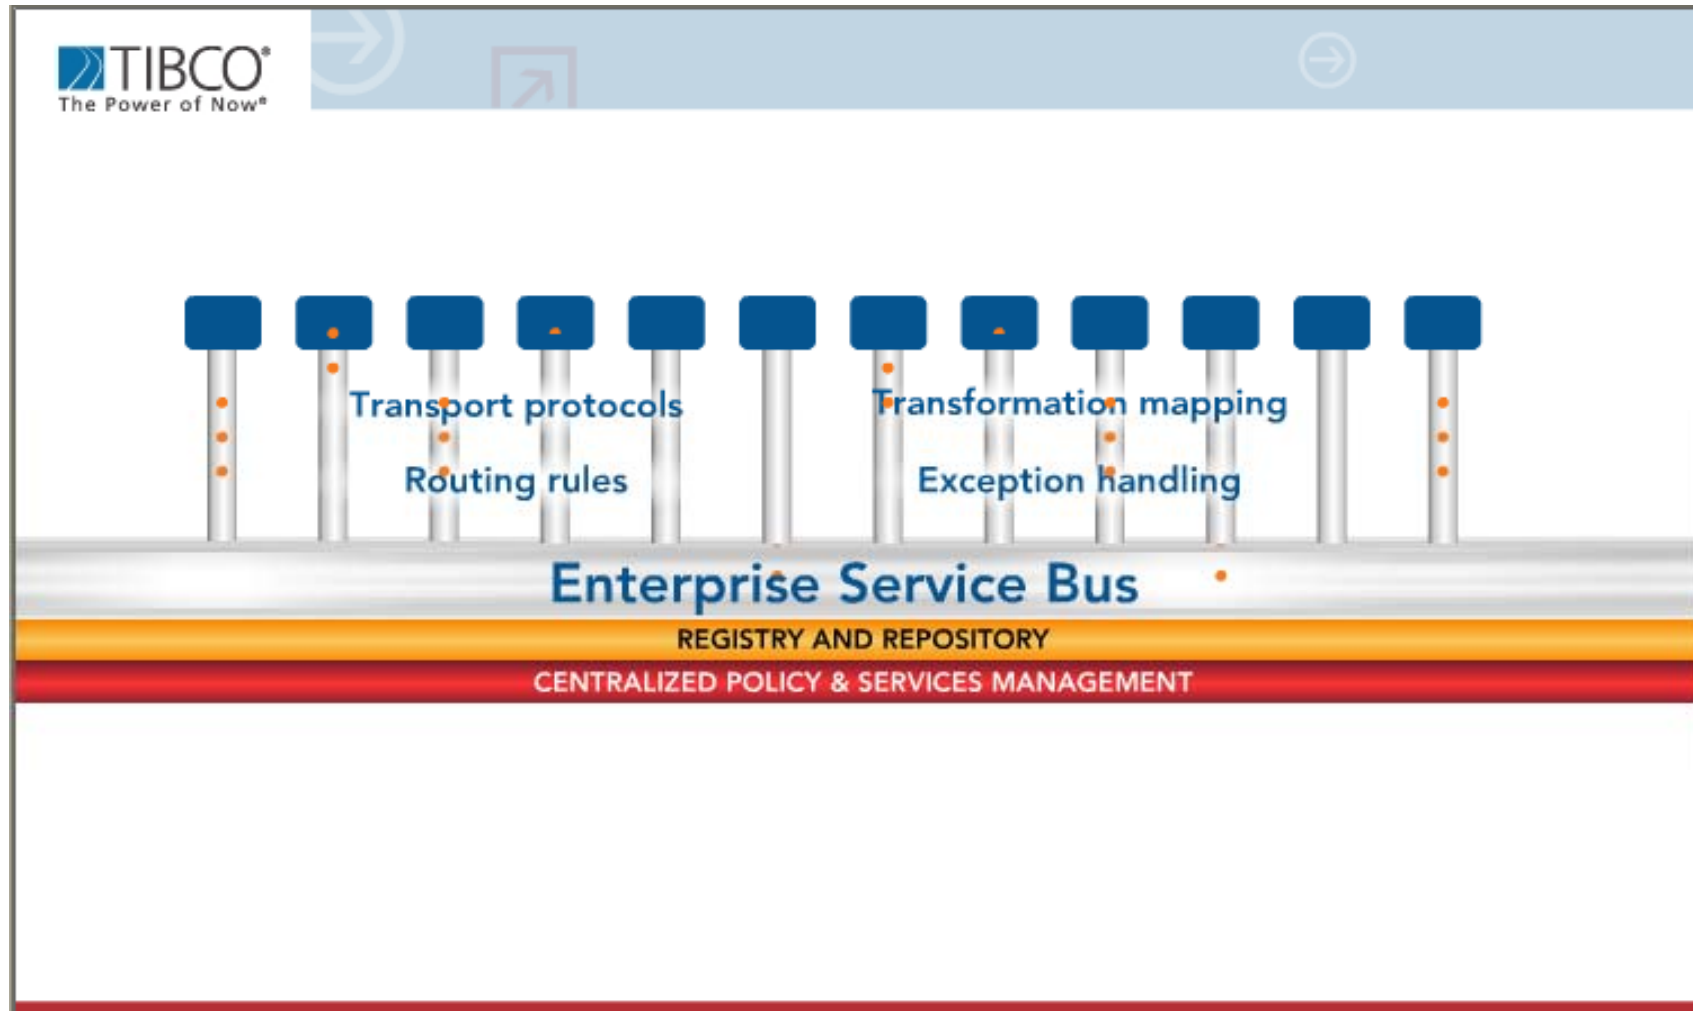 TIBCO®
The Power of Now®
Transport protocols
Transformation mapping
Routing rules
Exception handling
Enterprise Service Bus
REGISTRY AND REPOSITORY
CENTRALIZED POLICY & SERVICES MANAGEMENT